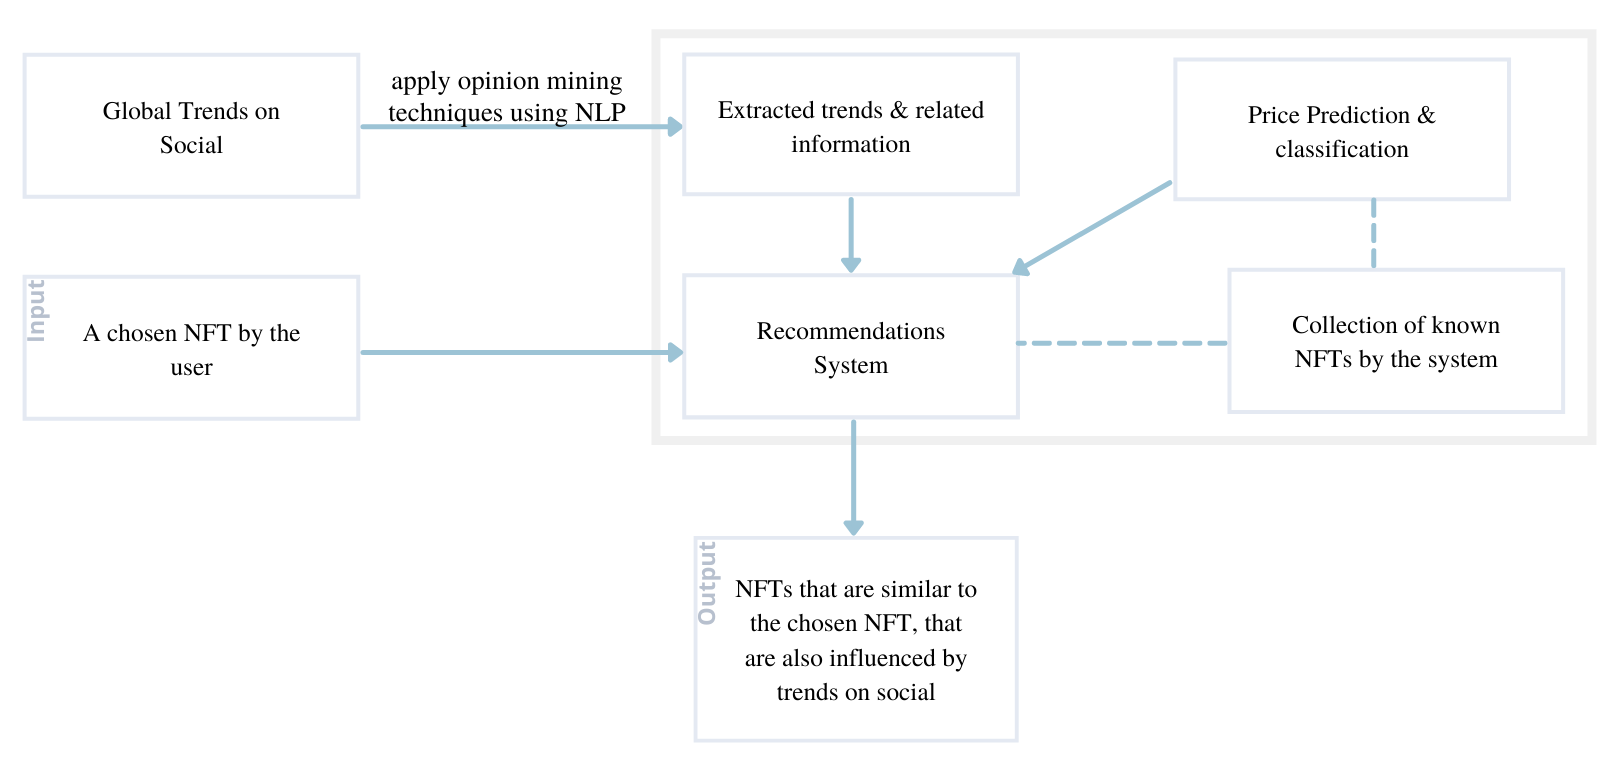 Global Trends on
Social
apply opinion mining
techniques using NLP
Extracted trends & related
information
Price Prediction &
classification
Input
A chosen NFT by the
user
Recommendations
System
Collection of known
NFTs by the system
Output
NFTs that are similar to
the chosen NFT, that
are also influenced by
trends on social